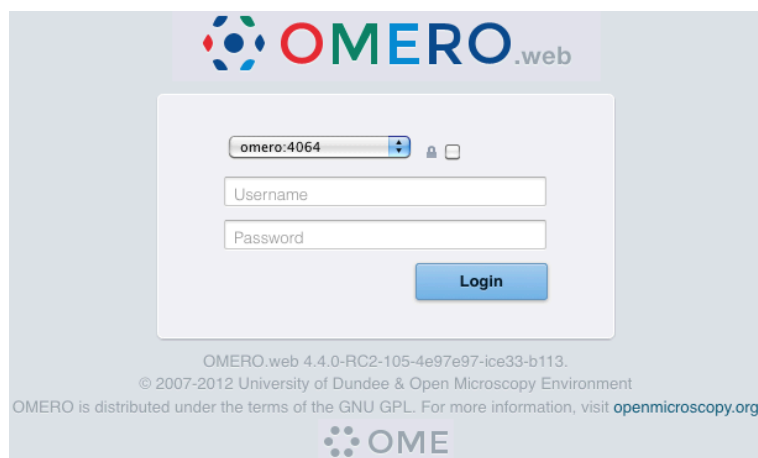 OMERO.web
omero:4064
Username
Password
Login
OMERO.web 4.4.0-RC2-105-4e97e97-ice33-b113.
© 2007-2012 University of Dundee & Open Microscopy Environment
OMERO is distributed under the terms of the GNU GPL. For more information, visit openmicroscopy.org
OME